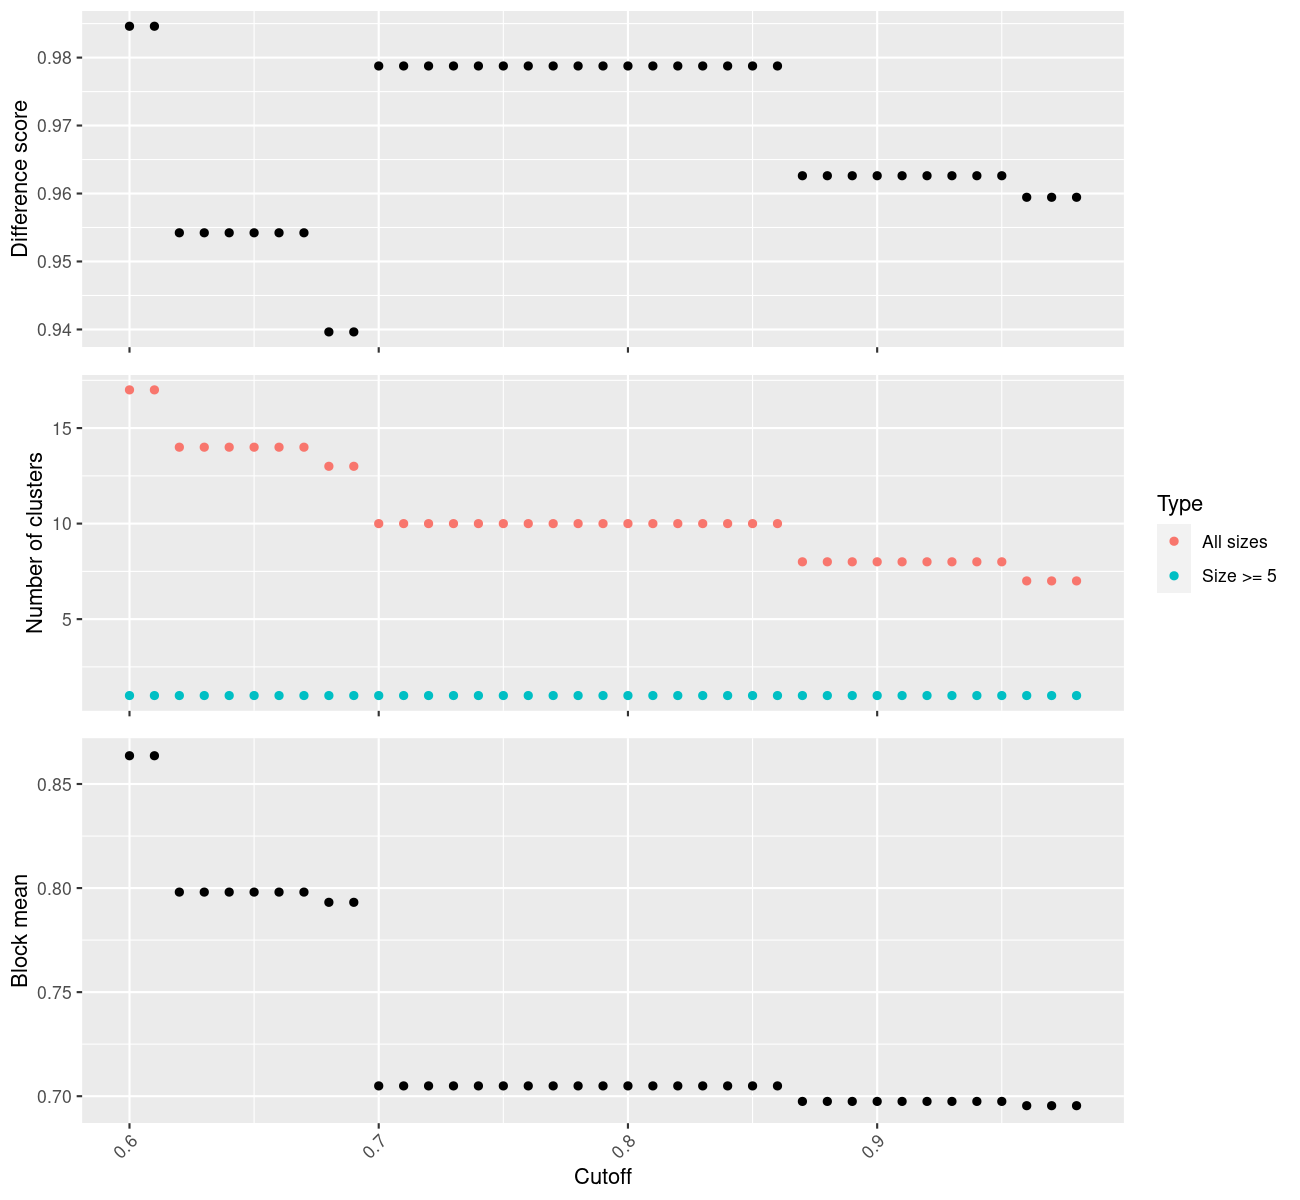 Difference score
0.98
0.97
0.96
0.95
0.94
Number of clusters
15
10
5
Type
All sizes
Size >= 5
Block mean
0.85
0.80
0.75
0.70
0.6
0.7
0.8
0.9
Cutoff